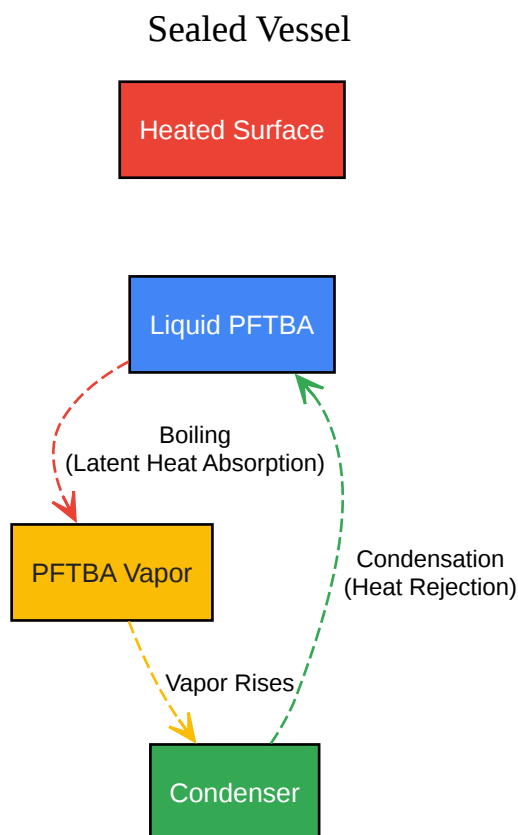 Sealed Vessel
Heated Surface
Liquid PFTBA
Boiling
(Latent Heat Absorption)
PFTBA Vapor
Condensation
(Heat Rejection)
Vapor Rises
Condenser